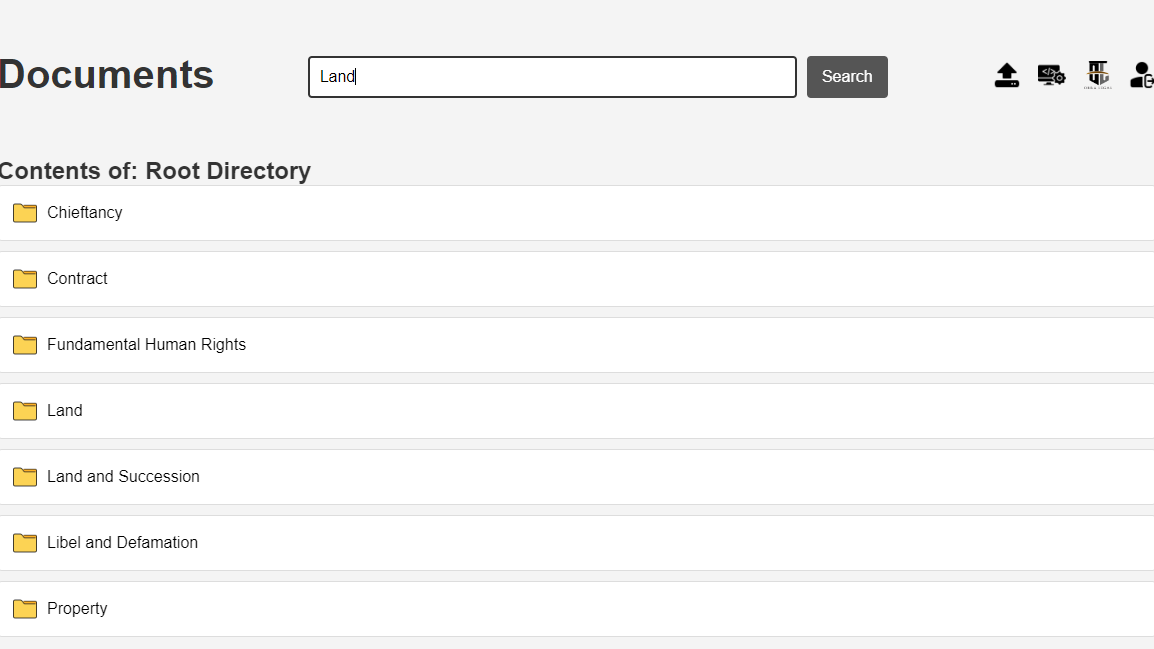 Documents
Land
Search
Contents of: Root Directory
Chieftancy
Contract
Fundamental Human Rights
Land
Land and Succession
Libel and Defamation
Property